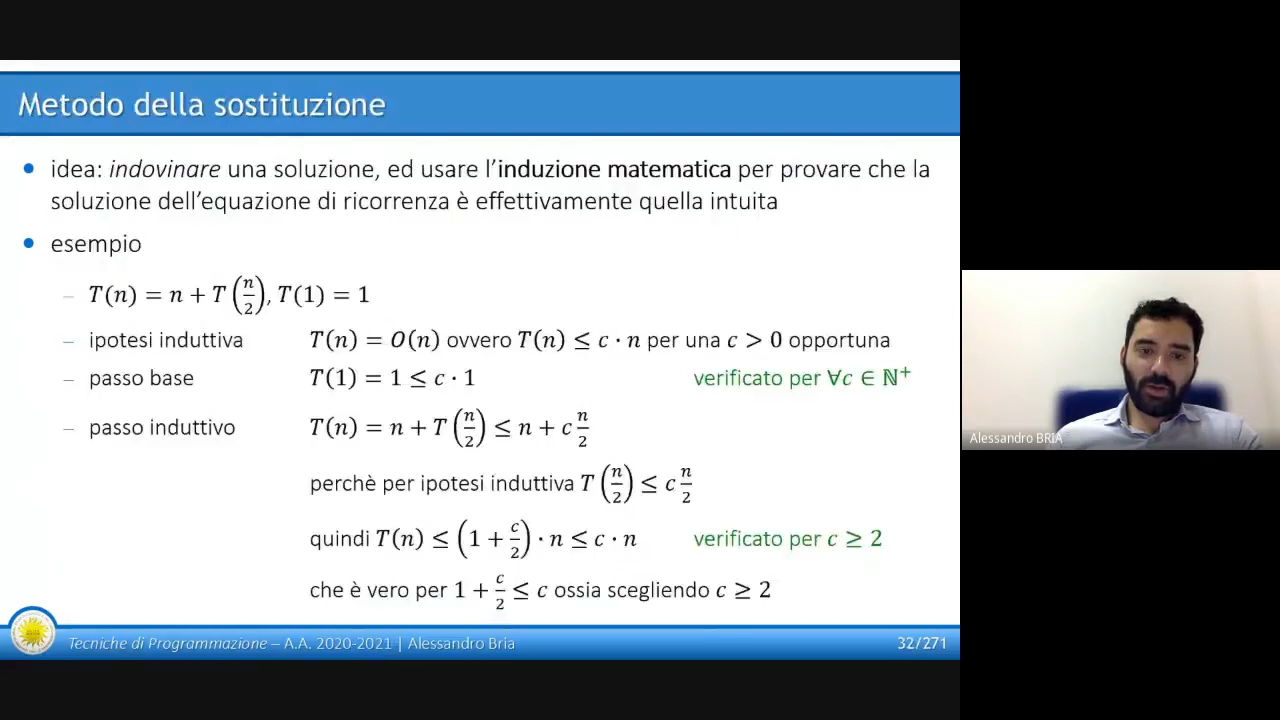 Metodo della sostituzione
• idea: indovinare una soluzione, ed usare l'induzione matematica per provare che la
soluzione dell'equazione di ricorrenza è effettivamente quella intuita
• esempio
– T(n) = n + T(n/2), T(1) = 1
– ipotesi induttiva T(n) = O(n) ovvero T(n) ≤ c · n per una c > 0 opportuna
– passo base T(1) = 1 ≤ c · 1 verificato per ∀c ∈ ℕ⁺
– passo induttivo T(n) = n + T(n/2) ≤ n + c n/2
perchè per ipotesi induttiva T(n/2) ≤ c n/2
quindi T(n) ≤ (1 + c/2) · n ≤ c · n verificato per c ≥ 2
che è vero per 1 + c/2 ≤ c ossia scegliendo c ≥ 2
Tecniche di Programmazione – A.A. 2020-2021 | Alessandro Bria 32/271
Alessandro BRIA